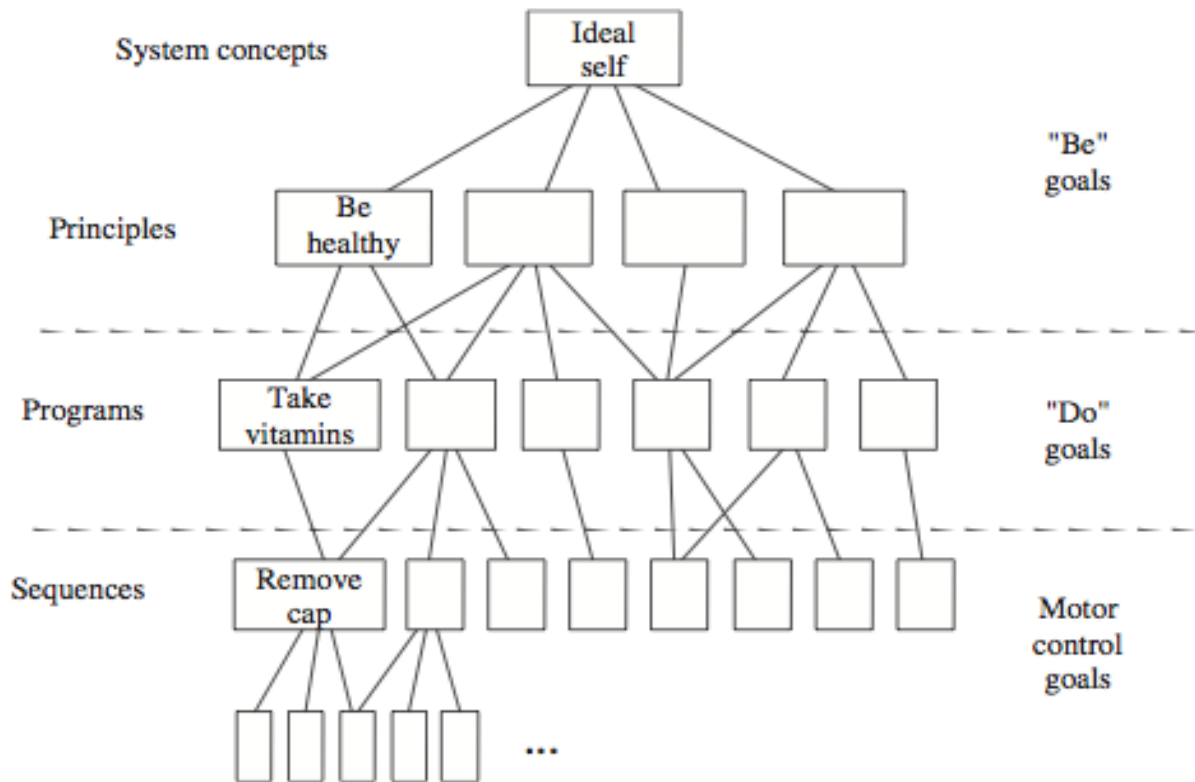 System concepts
Ideal
self
"Be"
goals
Principles
Be
healthy
Programs
Take
vitamins
"Do"
goals
Sequences
Remove
cap
Motor
control
goals
...